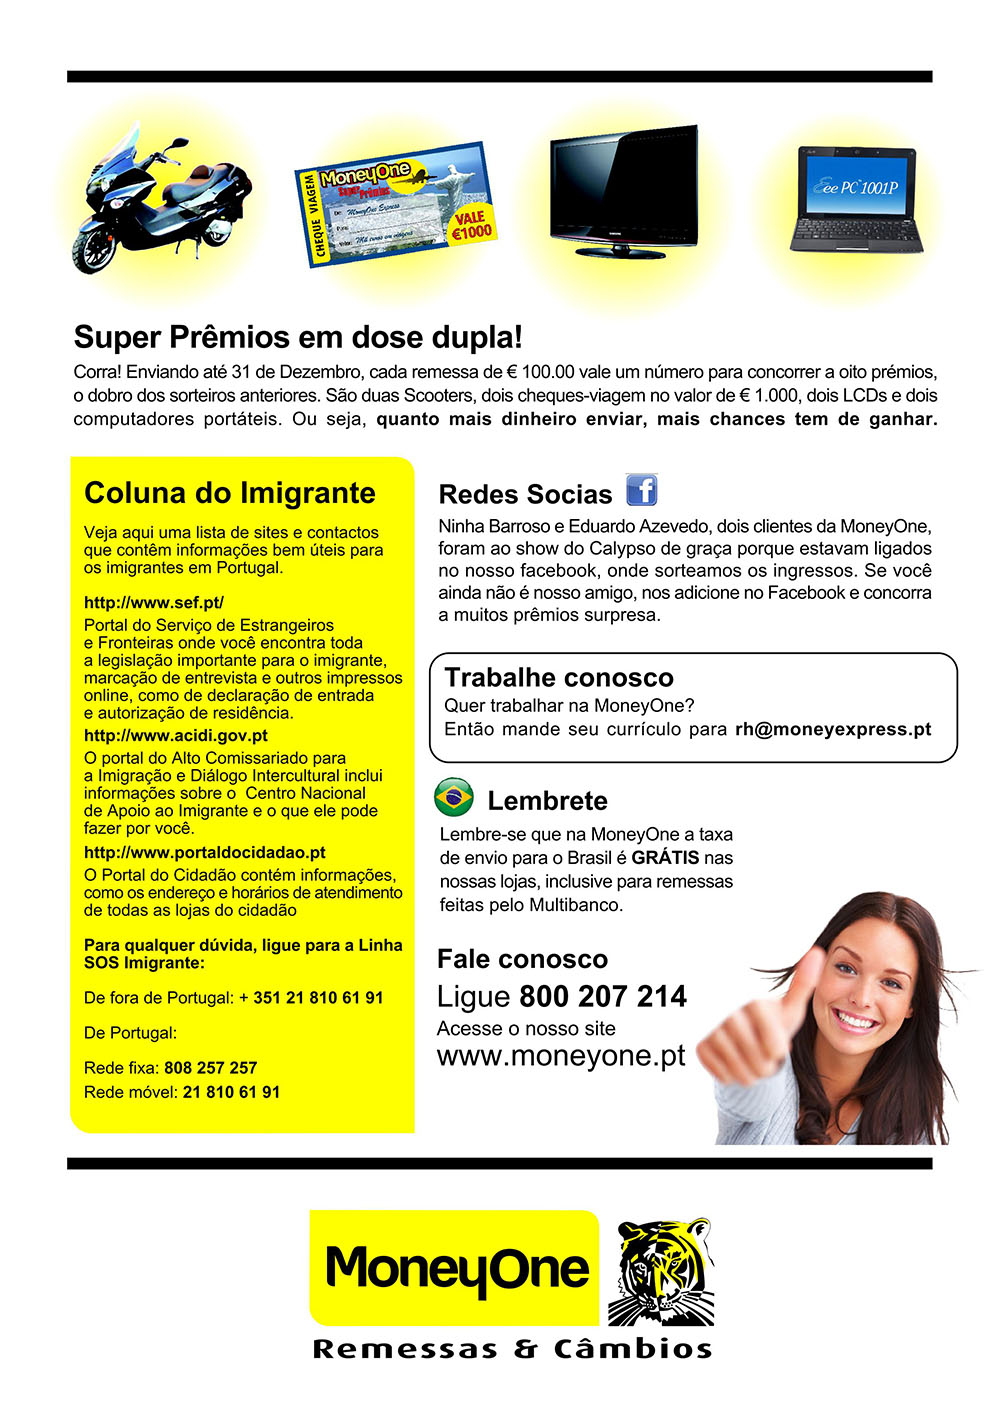 CHEQUE VIAGEM
MoneyOne
Super Prêmios
De: MoneyOne Express
Para:
Valor: Mil euros em viagens
VALE
€1000
SAMSUNG
Eee PC 1001P
Super Prêmios em dose dupla!
Corra! Enviando até 31 de Dezembro, cada remessa de € 100.00 vale um número para concorrer a oito prémios,
o dobro dos sorteiros anteriores. São duas Scooters, dois cheques-viagem no valor de € 1.000, dois LCDs e dois
computadores portáteis. Ou seja, quanto mais dinheiro enviar, mais chances tem de ganhar.
Coluna do Imigrante
Veja aqui uma lista de sites e contactos
que contêm informações bem úteis para
os imigrantes em Portugal.
http://www.sef.pt/
Portal do Serviço de Estrangeiros
e Fronteiras onde você encontra toda
a legislação importante para o imigrante,
marcação de entrevista e outros impressos
online, como de declaração de entrada
e autorização de residência.
http://www.acidi.gov.pt
O portal do Alto Comissariado para
a Imigração e Diálogo Intercultural inclui
informações sobre o Centro Nacional
de Apoio ao Imigrante e o que ele pode
fazer por você.
http://www.portaldocidadao.pt
O Portal do Cidadão contém informações,
como os endereço e horários de atendimento
de todas as lojas do cidadão
Para qualquer dúvida, ligue para a Linha
SOS Imigrante:
De fora de Portugal: + 351 21 810 61 91
De Portugal:
Rede fixa: 808 257 257
Rede móvel: 21 810 61 91
Redes Socias f
Ninha Barroso e Eduardo Azevedo, dois clientes da MoneyOne,
foram ao show do Calypso de graça porque estavam ligados
no nosso facebook, onde sorteamos os ingressos. Se você
ainda não é nosso amigo, nos adicione no Facebook e concorra
a muitos prêmios surpresa.
Trabalhe conosco
Quer trabalhar na MoneyOne?
Então mande seu currículo para rh@moneyexpress.pt
Lembrete
Lembre-se que na MoneyOne a taxa
de envio para o Brasil é GRÁTIS nas
nossas lojas, inclusive para remessas
feitas pelo Multibanco.
Fale conosco
Ligue 800 207 214
Acesse o nosso site
www.moneyone.pt
MoneyOne
Remessas & Câmbios